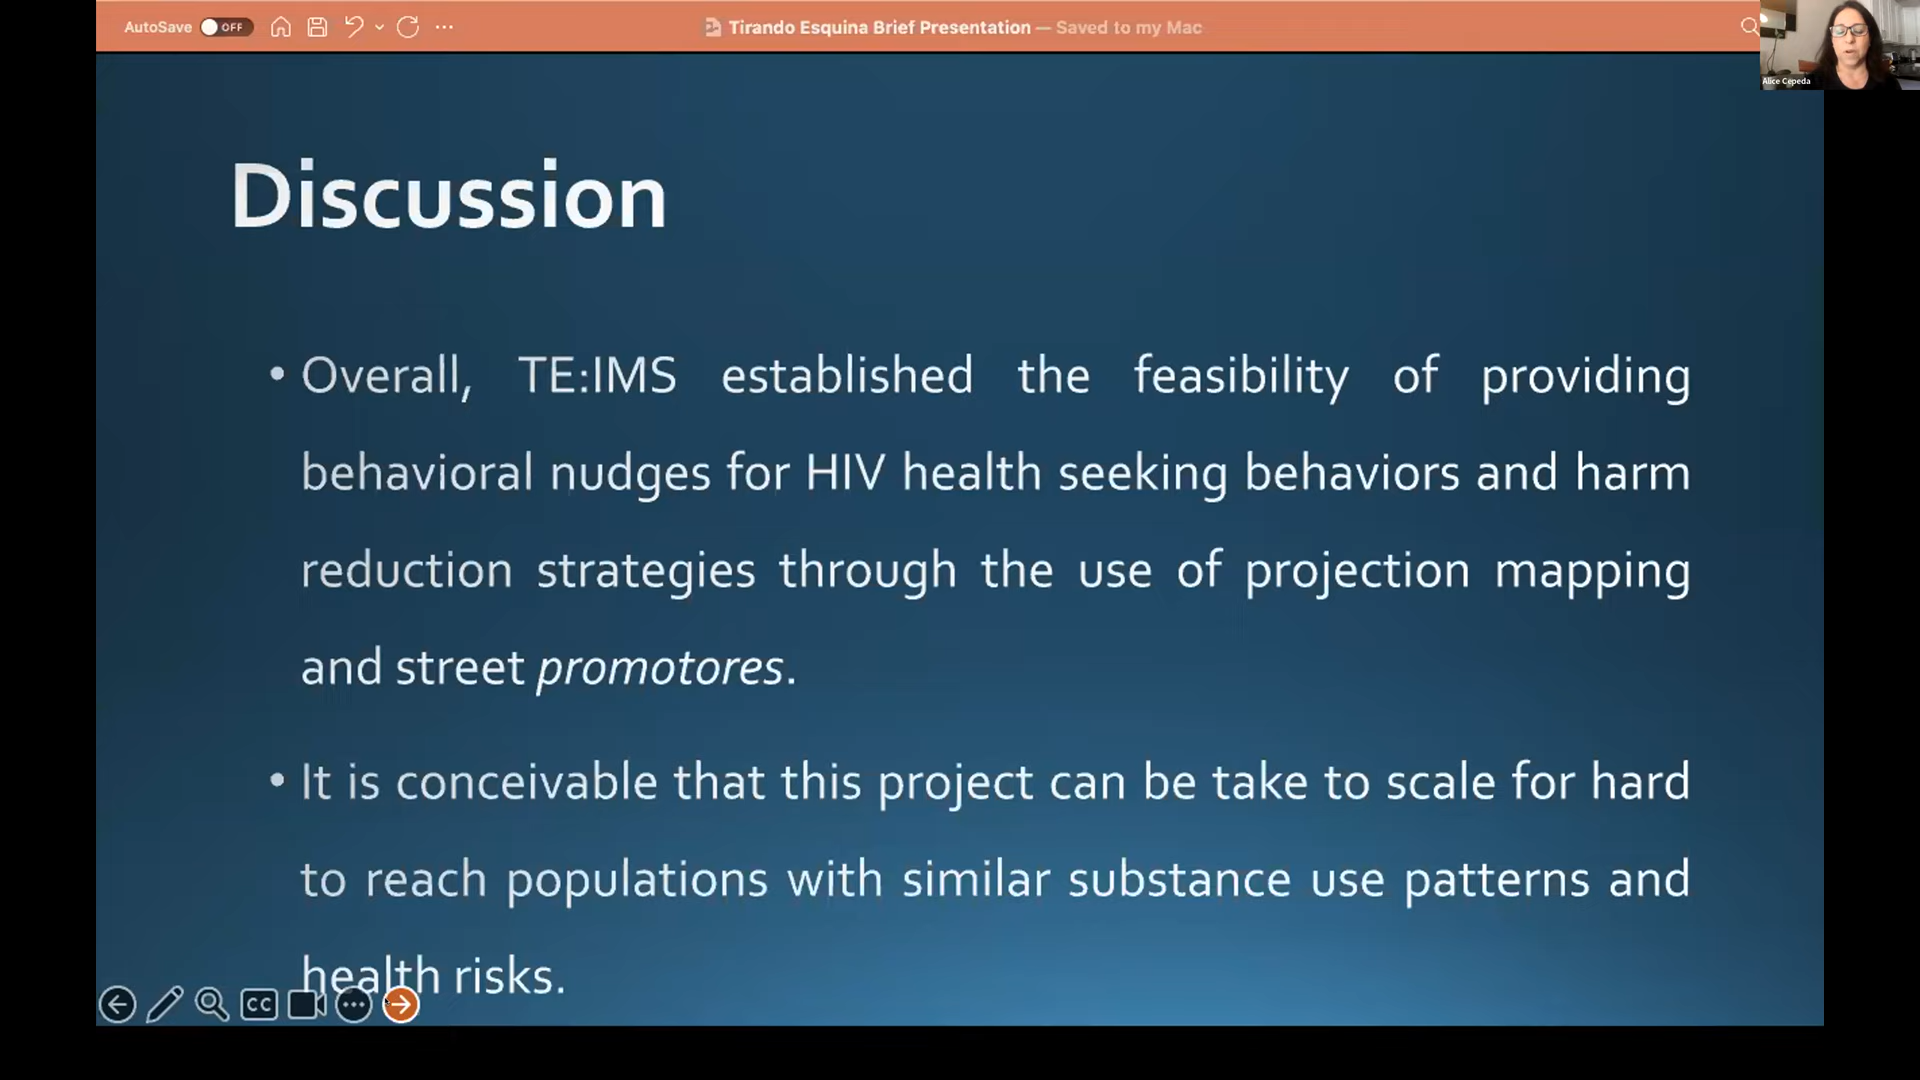 AutoSave OFF
Tirando Esquina Brief Presentation — Saved to my Mac
Alice Cepeda
Discussion
• Overall, TE:IMS established the feasibility of providing
behavioral nudges for HIV health seeking behaviors and harm
reduction strategies through the use of projection mapping
and street promotores.
• It is conceivable that this project can be take to scale for hard
to reach populations with similar substance use patterns and
health risks.
CC